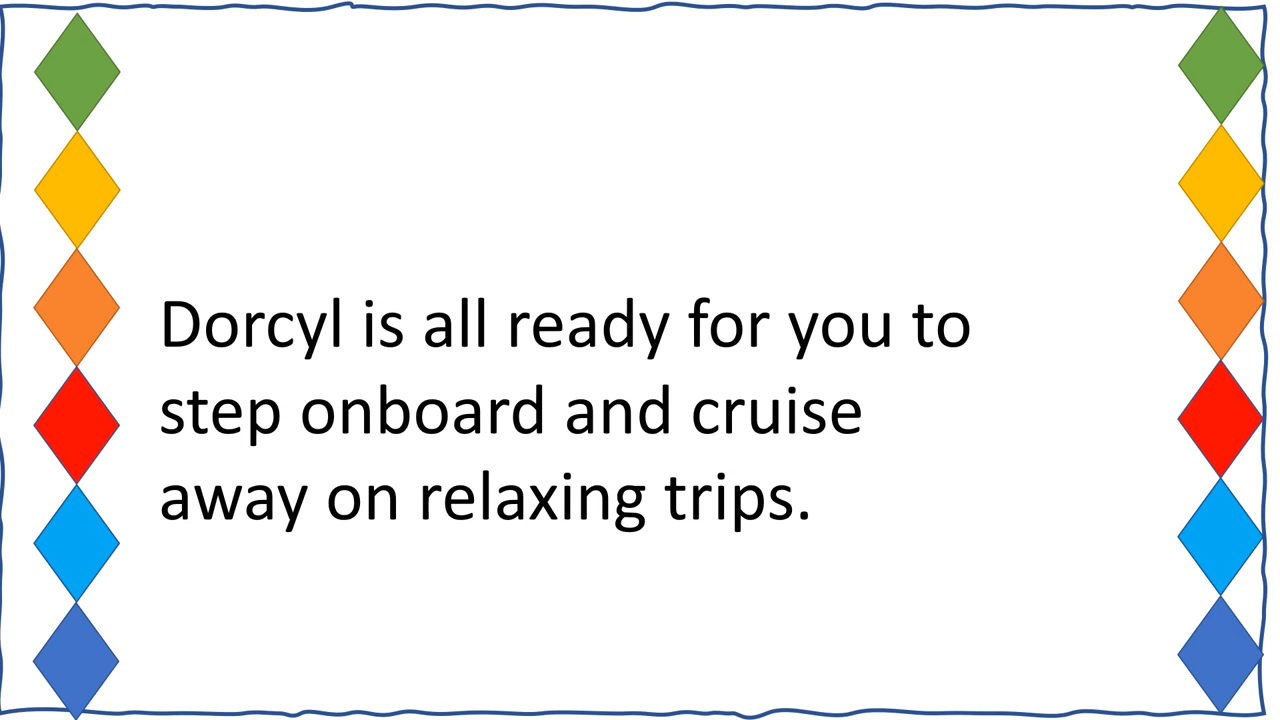 Dorcyl is all ready for you to
step onboard and cruise
away on relaxing trips.